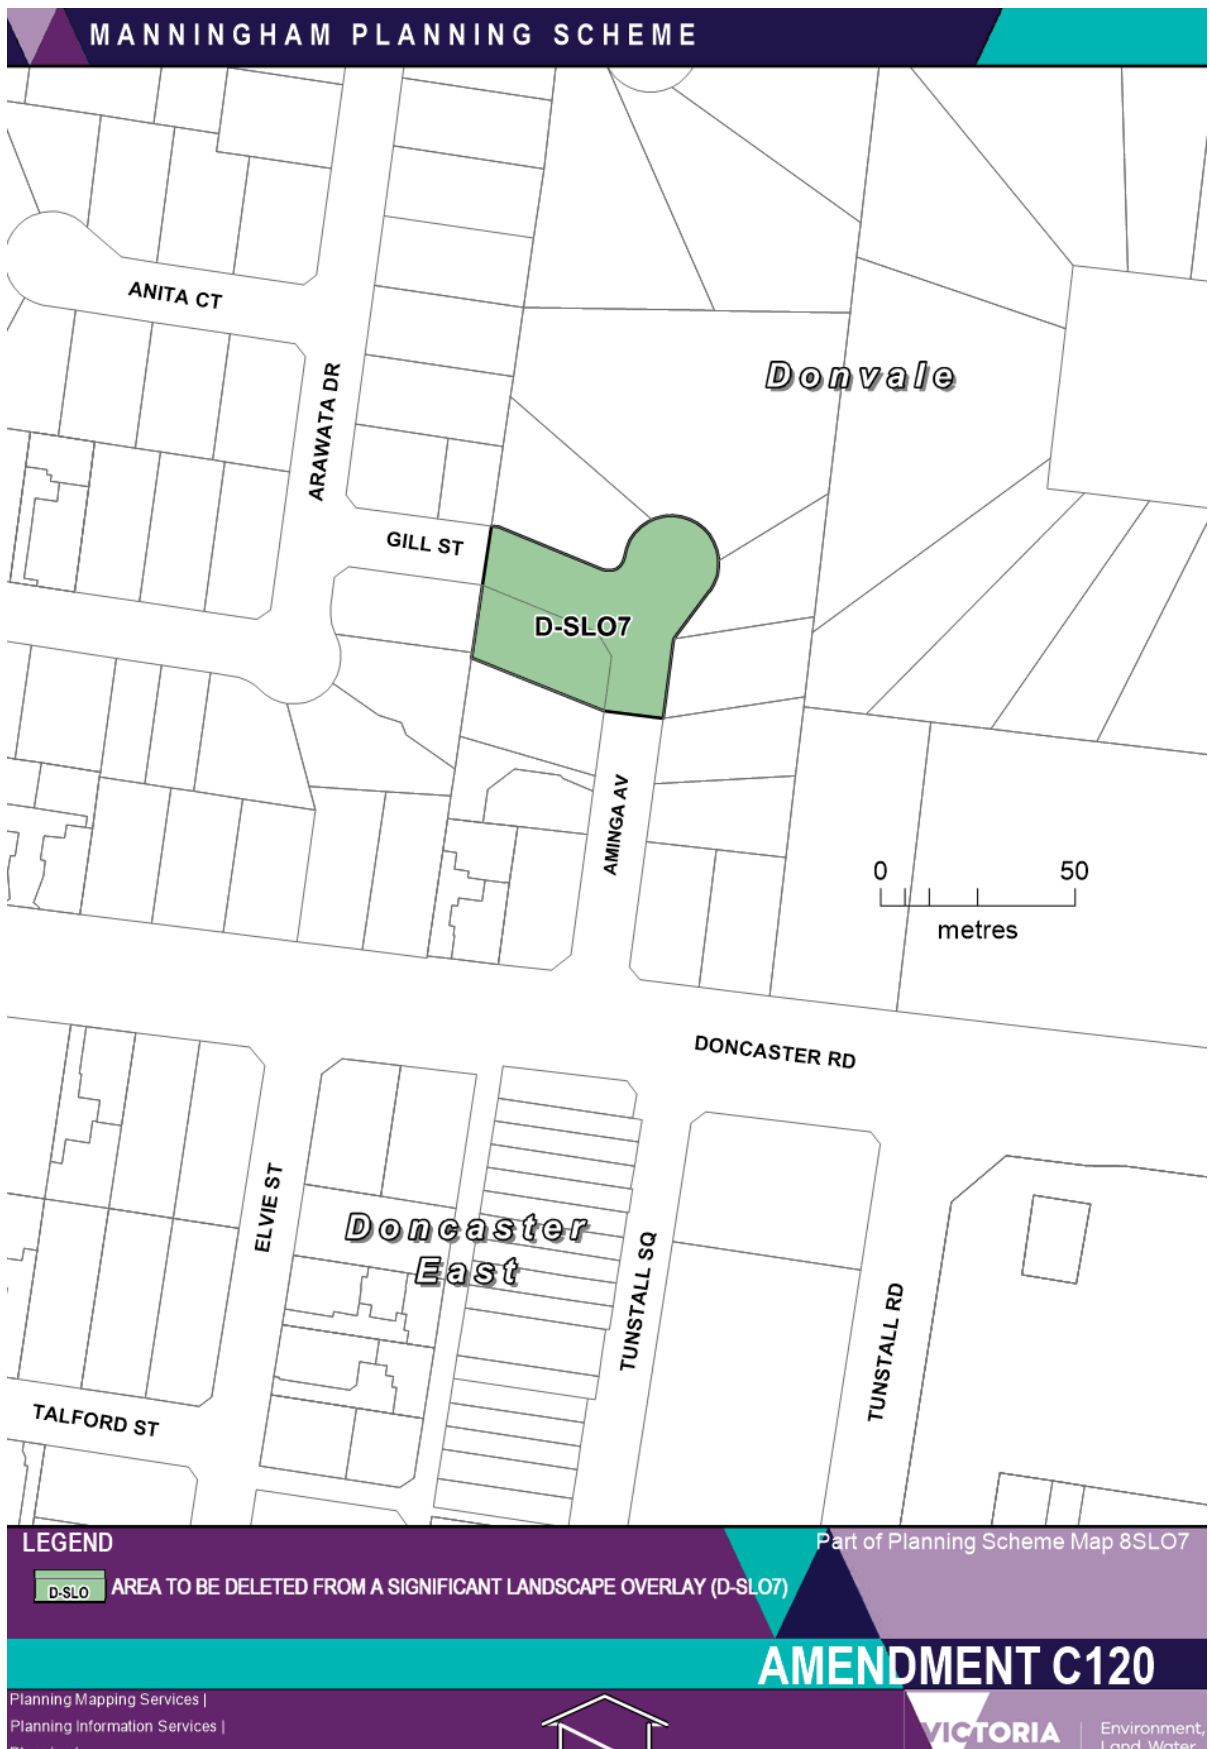 MANNINGHAM PLANNING SCHEME
ANITA CT
Donvale
ARAWATA DR
GILL ST
D-SLO7
AMINGA AV
0 50
metres
DONCASTER RD
ELVIE ST
Doncaster
East
TUNSTALL SQ
TUNSTALL RD
TALFORD ST
LEGEND
Part of Planning Scheme Map 8SLO7
D-SLO AREA TO BE DELETED FROM A SIGNIFICANT LANDSCAPE OVERLAY (D-SLO7)
AMENDMENT C120
Planning Mapping Services |
Planning Information Services |
VICTORIA
Environment,
Land, Water